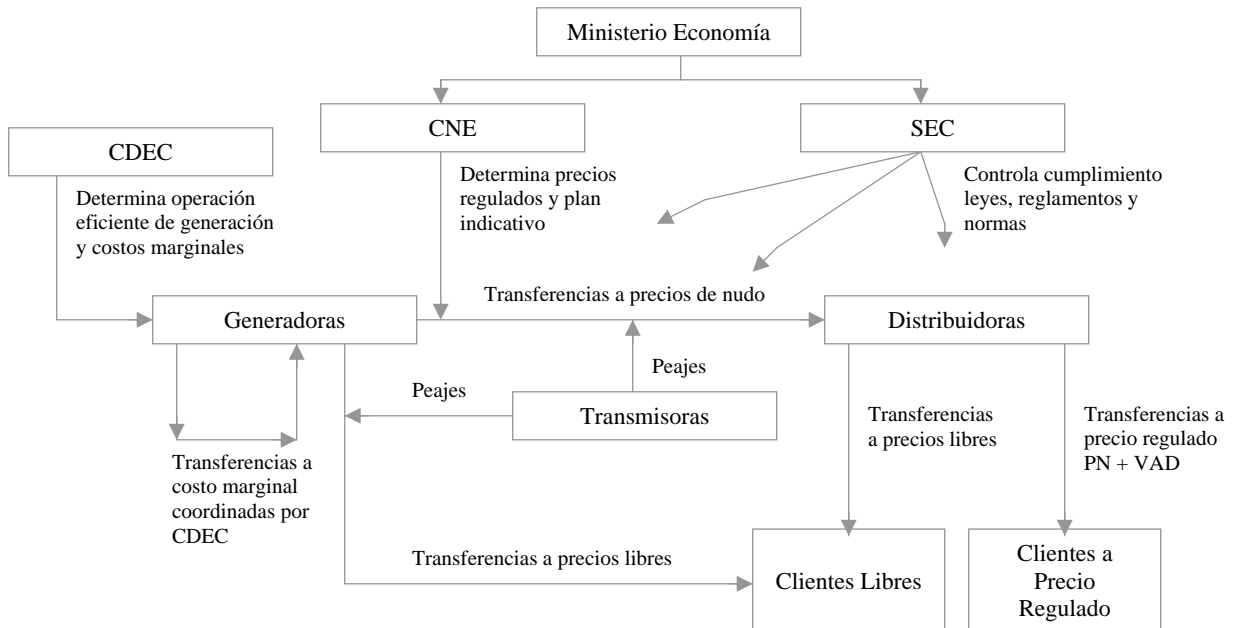 Ministerio Economía
CNE
SEC
CDEC
Determina operación
eficiente de generación
y costos marginales
Determina precios
regulados y plan
indicativo
Controla cumplimiento
leyes, reglamentos y
normas
Transferencias a precios de nudo
Generadoras
Distribuidoras
Peajes
Peajes
Transmisoras
Transferencias
a precios libres
Transferencias a
precio regulado
PN + VAD
Transferencias a
costo marginal
coordinadas por
CDEC
Transferencias a precios libres
Clientes Libres
Clientes a
Precio
Regulado